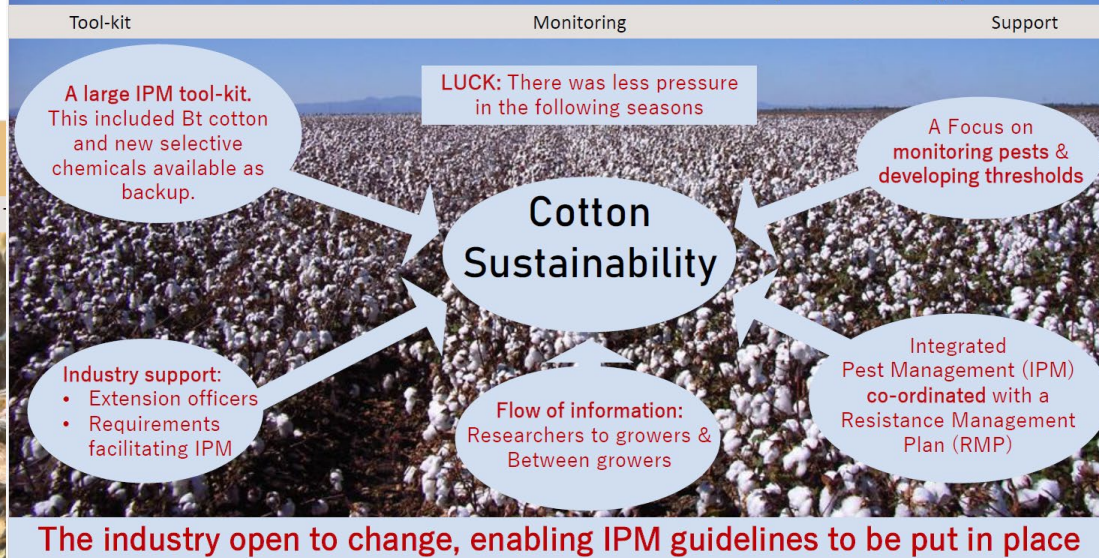 Tool-kit
Monitoring
Support
A large IPM tool-kit.
This included Bt cotton
and new selective
chemicals available as
backup.
LUCK: There was less pressure
in the following seasons
A Focus on
monitoring pests &
developing thresholds
Cotton
Sustainability
Industry support:
• Extension officers
• Requirements
facilitating IPM
Flow of information:
Researchers to growers &
Between growers
Integrated
Pest Management (IPM)
co-ordinated with a
Resistance Management
Plan (RMP)
The industry open to change, enabling IPM guidelines to be put in place